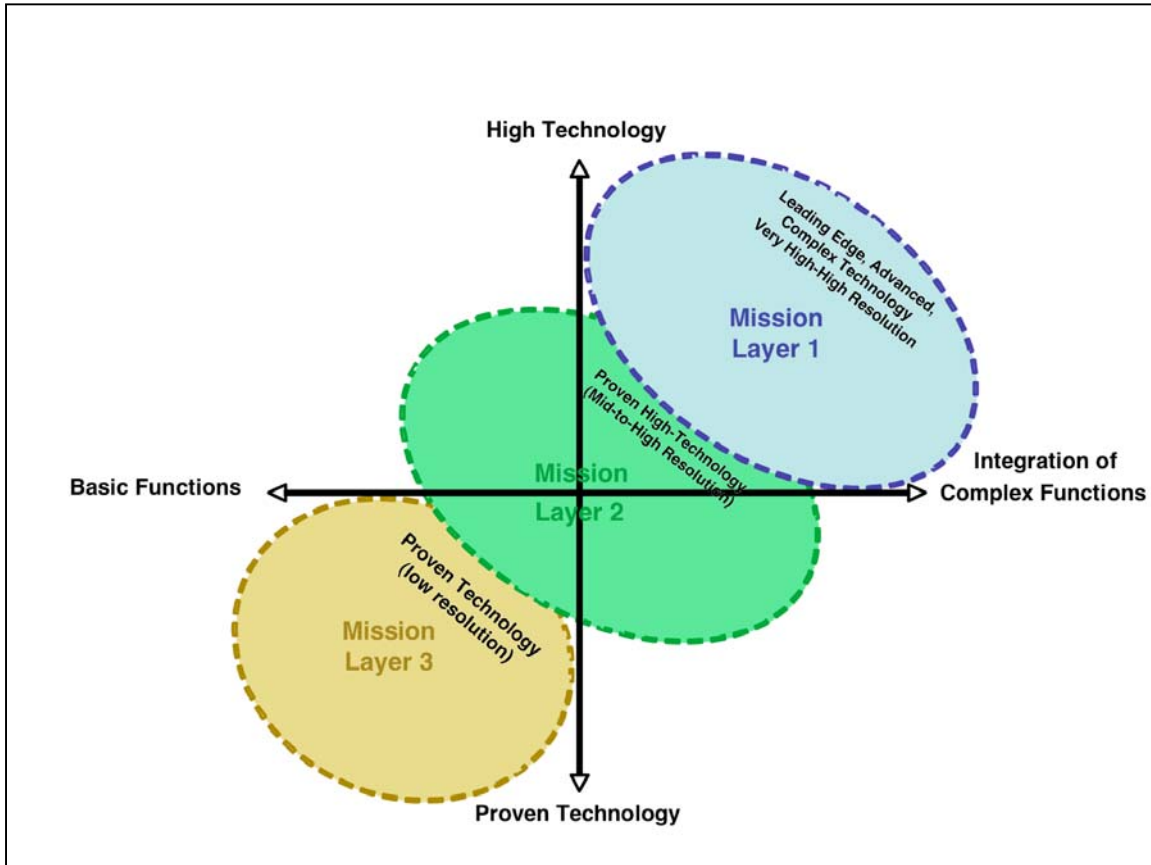 High Technology
Leading Edge, Advanced,
Complex Technology
Very High-High Resolution
Mission
Layer 1
Proven High-Technology
(Mid-to-High Resolution)
Integration of
Complex Functions
Basic Functions
Mission
Layer 2
Proven Technology
(low resolution)
Mission
Layer 3
Proven Technology